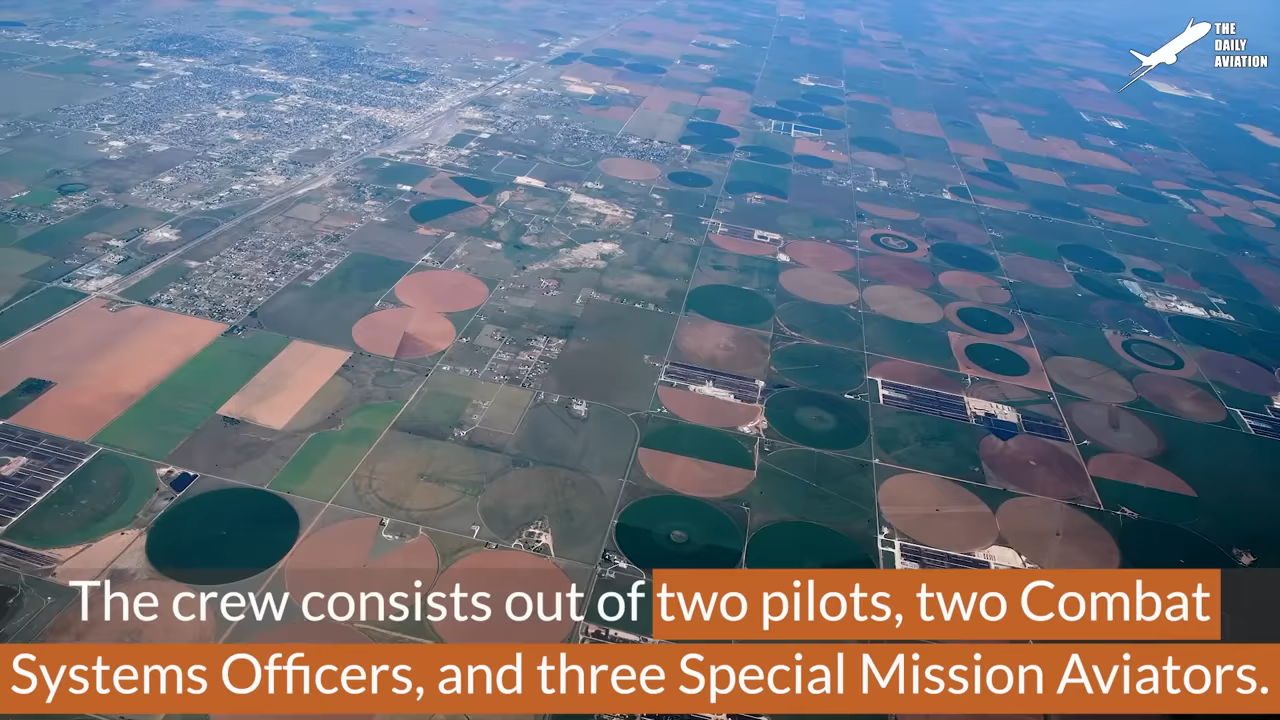 THE
DAILY
AVIATION
The crew consists out of two pilots, two Combat
Systems Officers, and three Special Mission Aviators.